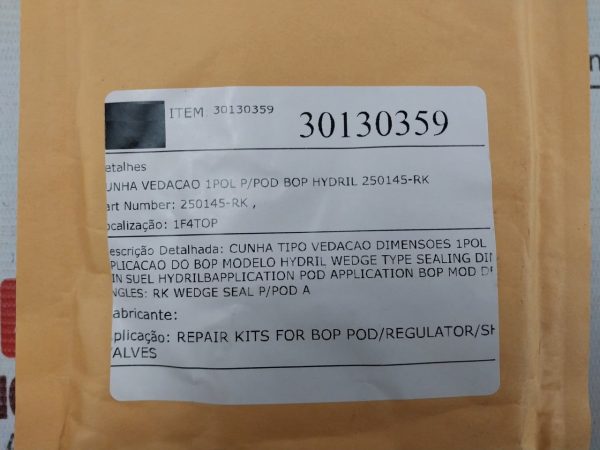 ITEM 30130359
30130359
etalhes
UNHA VEDACAO 1POL P/POD BOP HYDRIL 250145-RK
art Number: 250145-RK ,
ocalização: 1F4TOP
escrição Detalhada: CUNHA TIPO VEDACAO DIMENSOES 1POL
PLICACAO DO BOP MODELO HYDRIL WEDGE TYPE SEALING DI
IN SUEL HYDRILBAPPLICATION POD APPLICATION BOP MOD D
NGLES: RK WEDGE SEAL P/POD A
abricante:
plicação: REPAIR KITS FOR BOP POD/REGULATOR/SH
ALVES